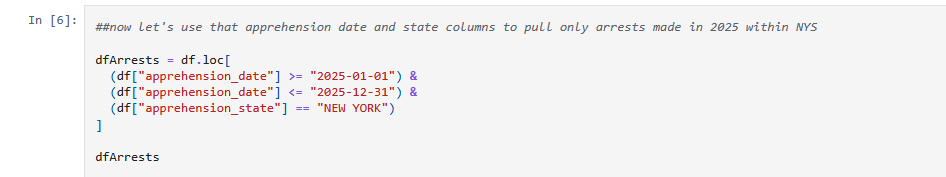 In [6]:
##now let's use that apprehension date and state columns to pull only arrests made in 2025 within NYS
dfArrests = df.loc[
(df["apprehension_date"] >= "2025-01-01") &
(df["apprehension_date"] <= "2025-12-31") &
(df["apprehension_state"] == "NEW YORK")
]
dfArrests